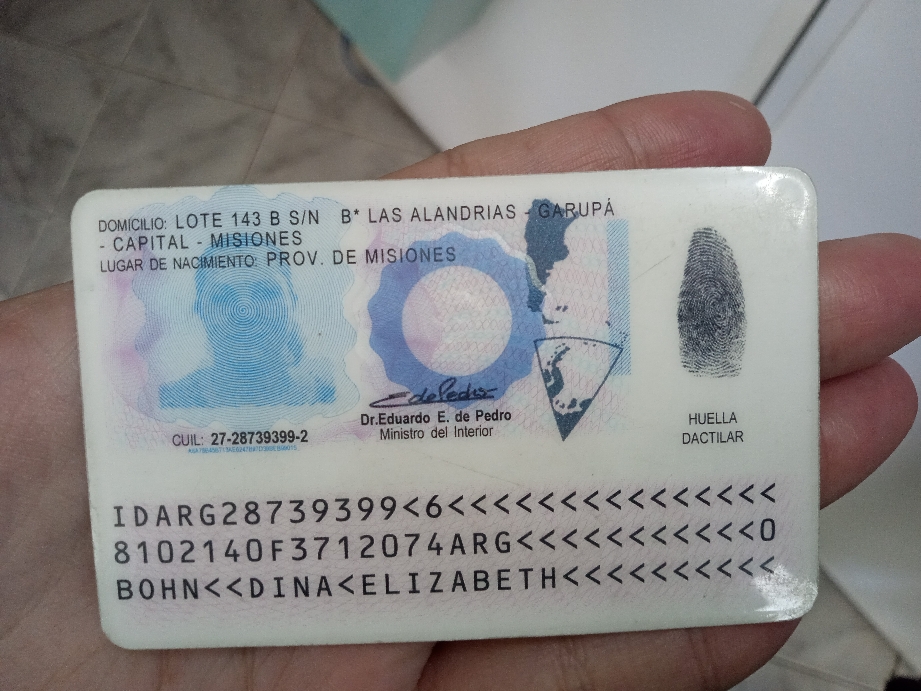 DOMICILIO: LOTE 143 B S/N B* LAS ALANDRIAS - GARUPÁ
- CAPITAL - MISIONES
LUGAR DE NACIMIENTO: PROV. DE MISIONES
Dr.Eduardo E. de Pedro
Ministro del Interior
CUIL: 27-28739399-2
HUELLA
DACTILAR
IDARG28739399<6<<<<<<<<<<<<<<<
8102140F3712074ARG<<<<<<<<<<<0
BOHN<<DINA<ELIZABETH<<<<<<<<<<